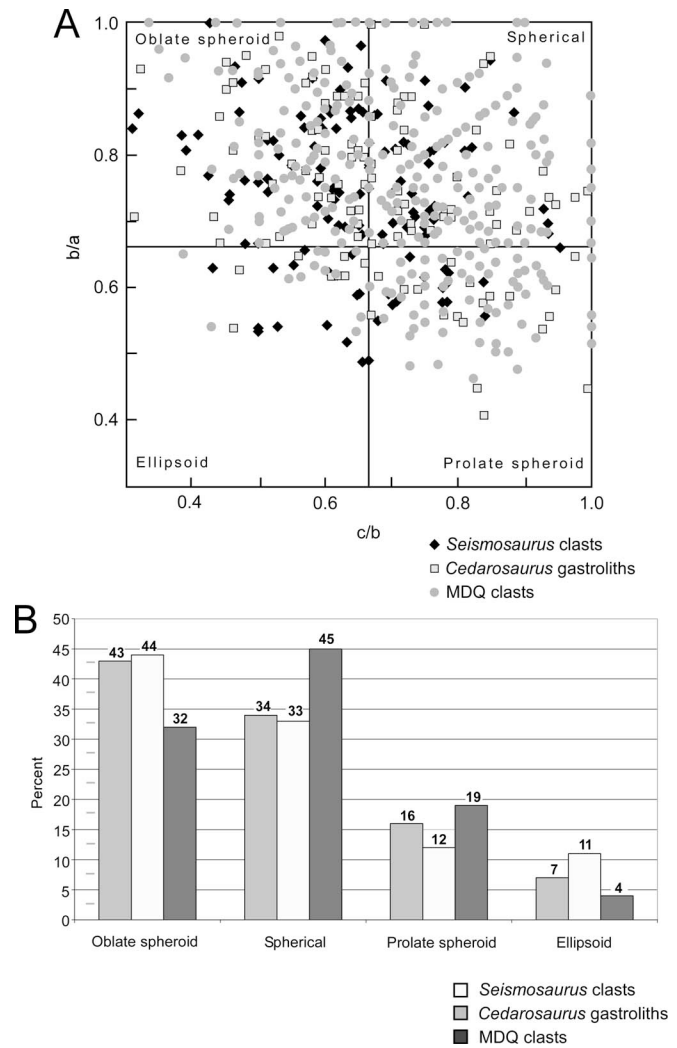 A
Oblate spheroid
Spherical
1.0
0.8
b/a
0.6
0.4
Ellipsoid
Prolate spheroid
0.4
0.6
0.8
1.0
c/b
Seismosaurus clasts
Cedarosaurus gastroliths
MDQ clasts
B
50
45
40
35
30
25
20
15
10
5
0
Percent
43 44 32
34 33 45
16 12 19
7 11 4
Oblate spheroid Spherical Prolate spheroid Ellipsoid
Seismosaurus clasts
Cedarosaurus gastroliths
MDQ clasts